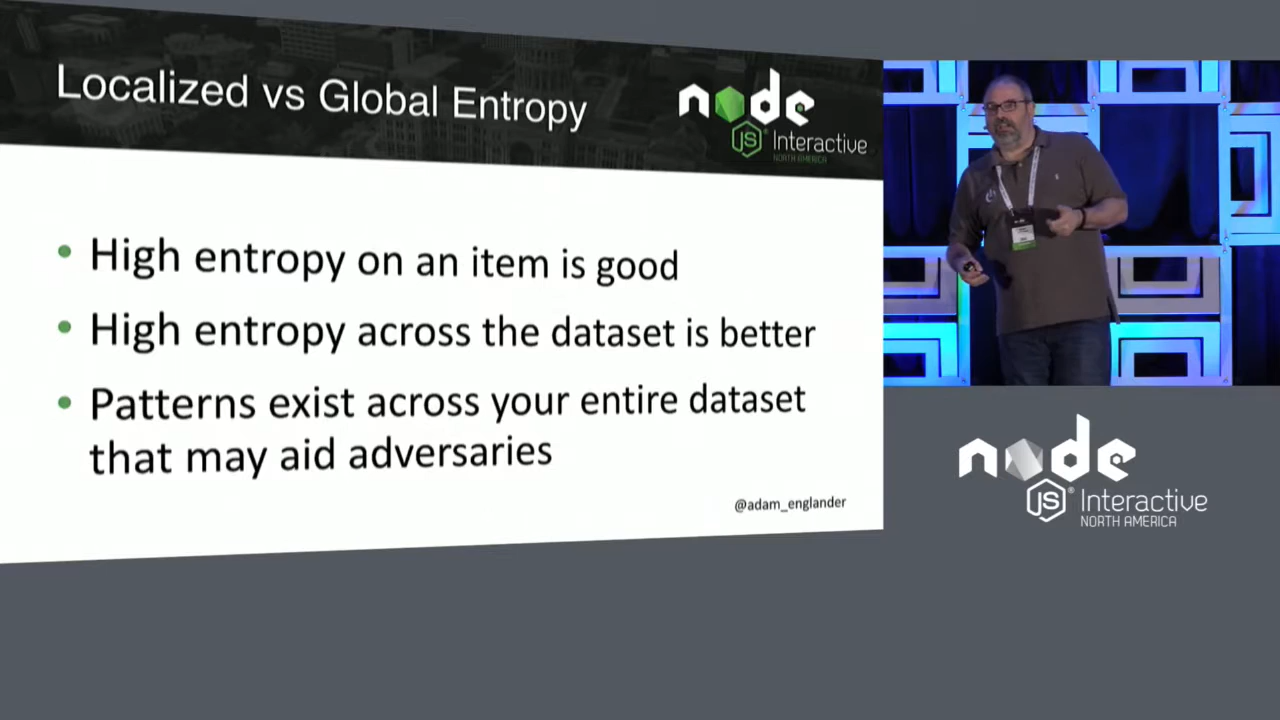 Localized vs Global Entropy
node
JS Interactive
NORTH AMERICA
• High entropy on an item is good
• High entropy across the dataset is better
• Patterns exist across your entire dataset
that may aid adversaries
@adam_englander
node
JS® Interactive
NORTH AMERICA